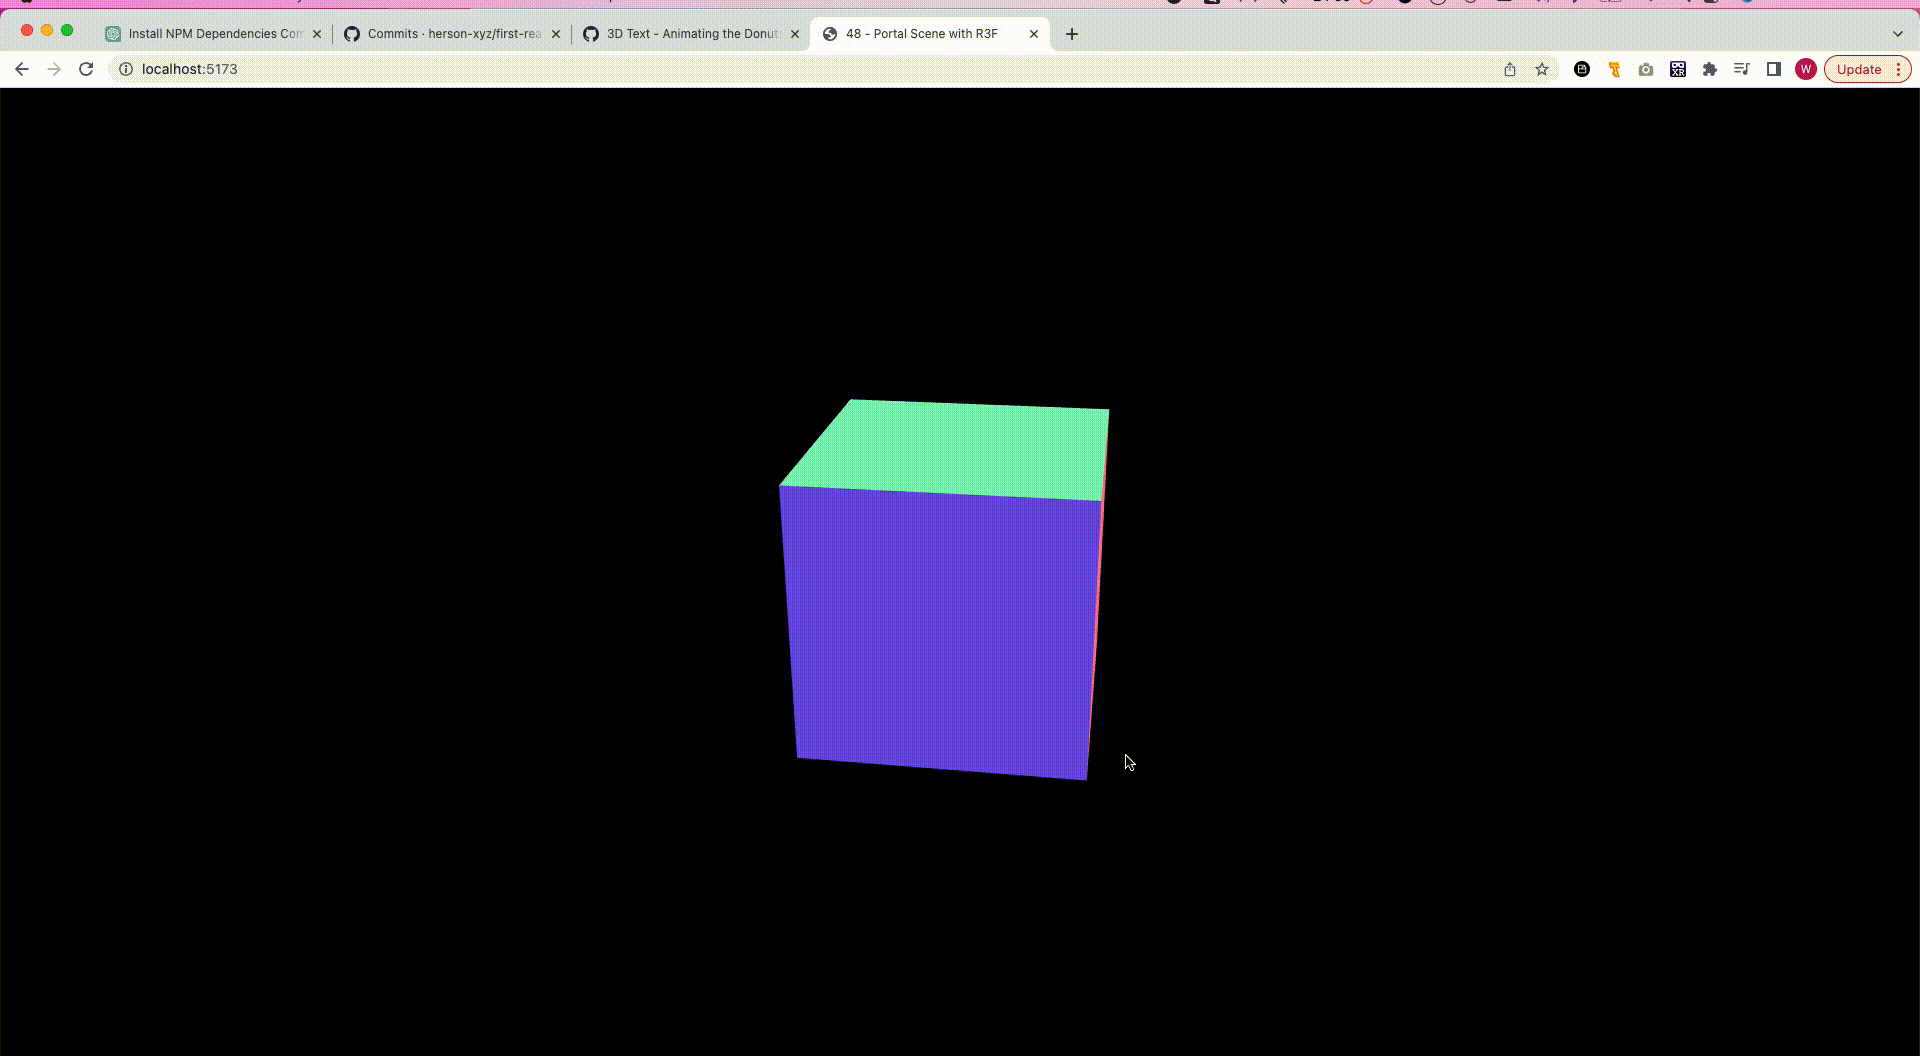 Install NPM Dependencies Con
Commits · herson-xyz/first-rea
3D Text - Animating the Donut
48 - Portal Scene with R3F
localhost:5173
XR
W
Update